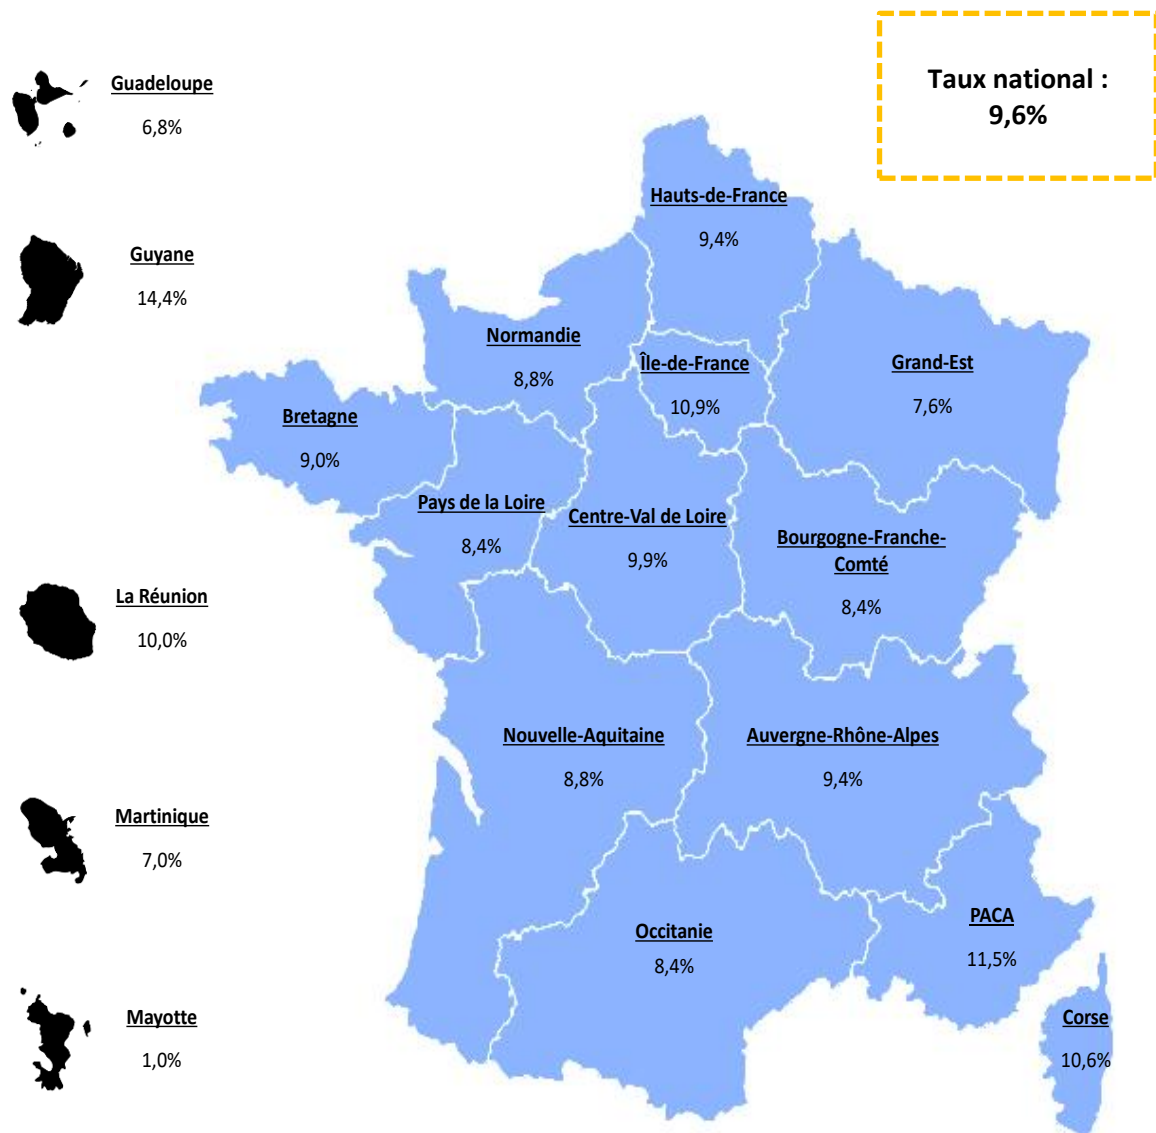 Taux national :
9,6%
Guadeloupe
6,8%
Guyane
14,4%
La Réunion
10,0%
Martinique
7,0%
Mayotte
1,0%
Hauts-de-France
9,4%
Normandie
8,8%
Île-de-France
10,9%
Grand-Est
7,6%
Bretagne
9,0%
Pays de la Loire
8,4%
Centre-Val de Loire
9,9%
Bourgogne-Franche-
Comté
8,4%
Nouvelle-Aquitaine
8,8%
Auvergne-Rhône-Alpes
9,4%
Occitanie
8,4%
PACA
11,5%
Corse
10,6%